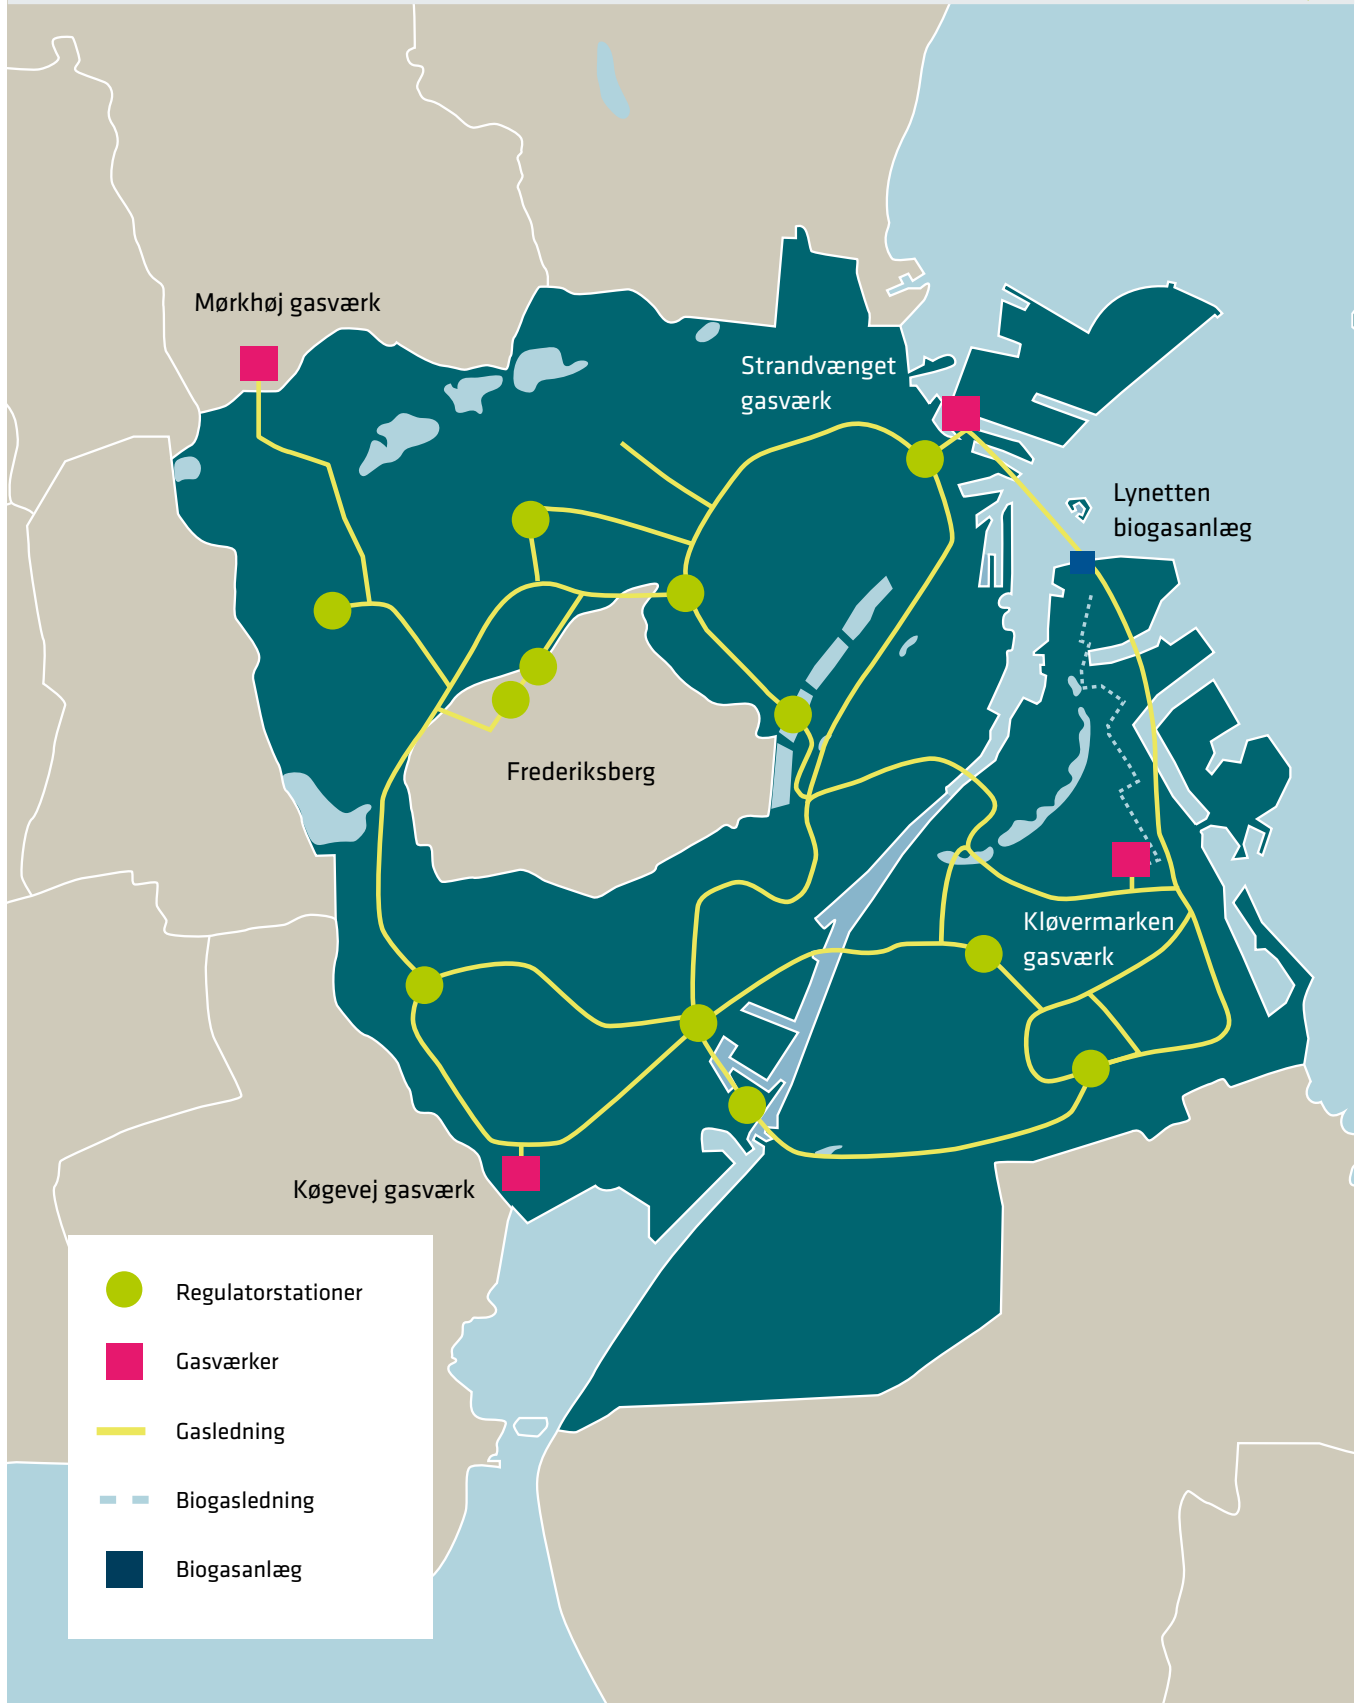 Mørkhøj gasværk
Strandvænget
gasværk
Lynetten
biogasanlæg
Frederiksberg
Kløvermarken
gasværk
Køgevej gasværk
Regulatorstationer
Gasværker
Gasledning
Biogasledning
Biogasanlæg